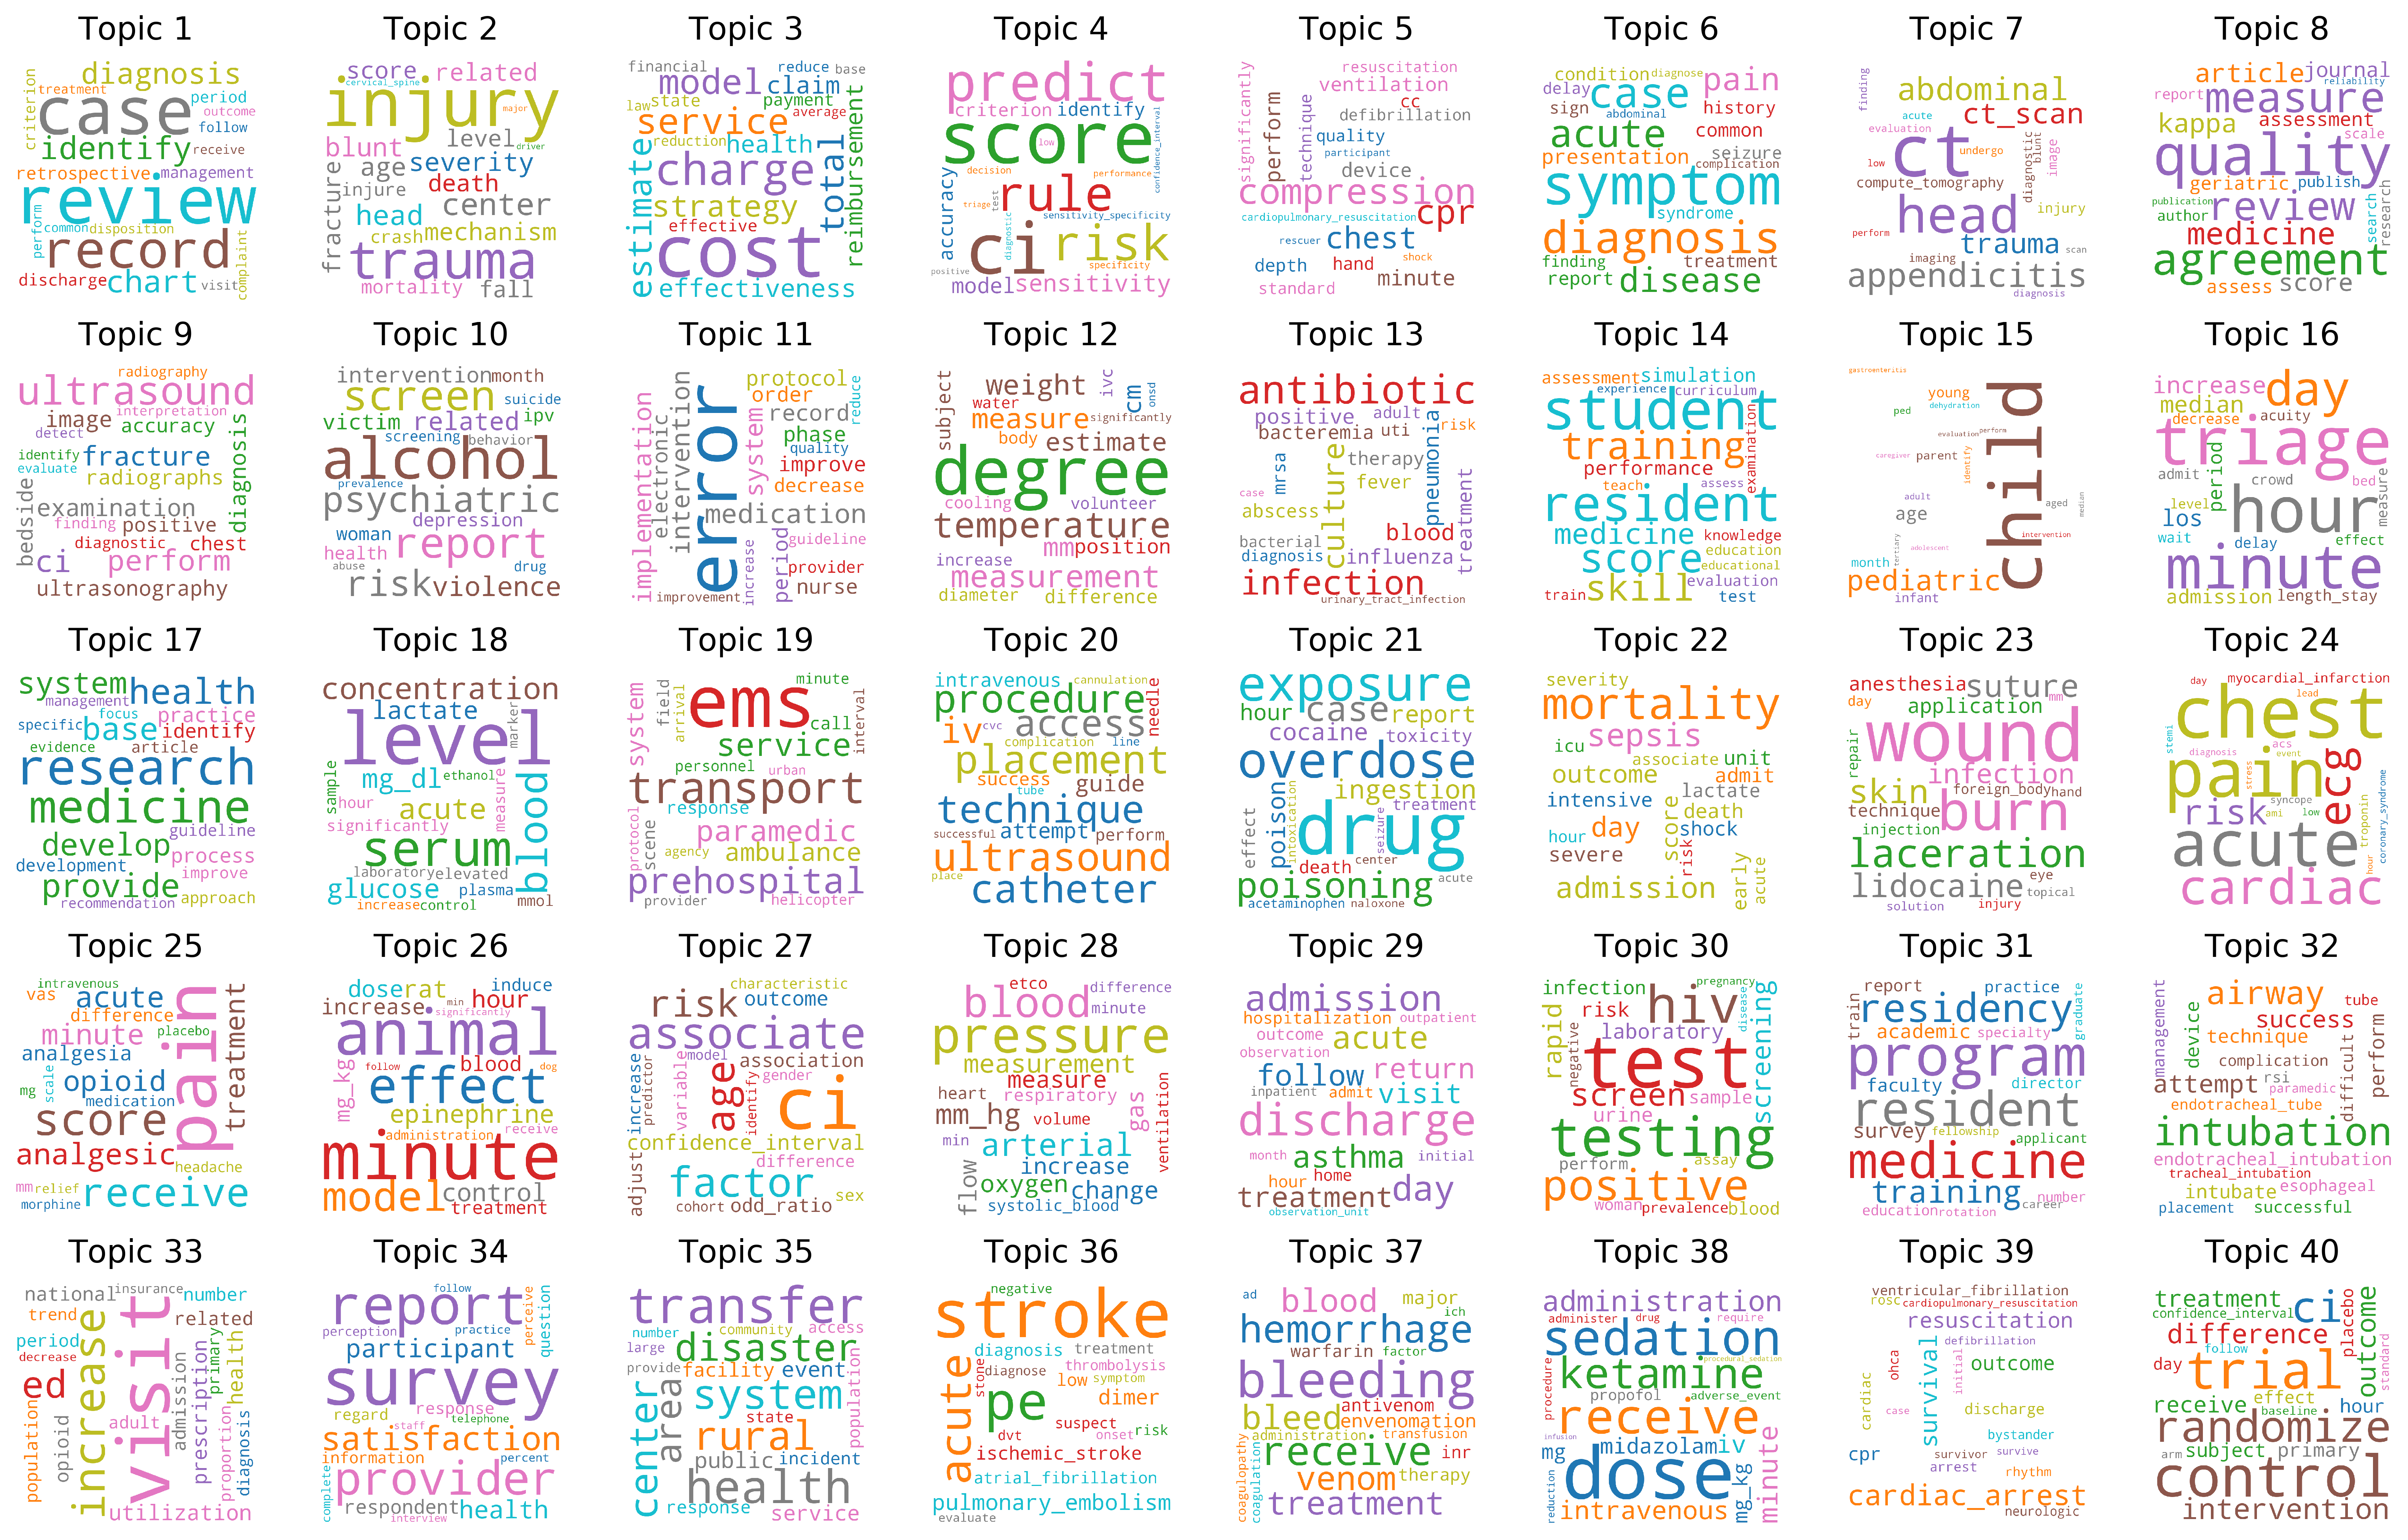 Topic 1
criterion
diagnosis
treatment
period
case
outcome
follow
identify
receive
retrospective
management
review
perform
common
disposition
record
complaint
discharge
chart
visit
Topic 2
score
related
cervical_spine
injury
major
level
driver
blunt
age
severity
fracture
injure
death
head
center
crash
mechanism
trauma
mortality
fall
Topic 3
financial
reduce
base
model
claim
law
state
payment
average
service
reduction
health
total
reimbursement
estimate
charge
strategy
effective
cost
effectiveness
Topic 4
predict
criterion
identify
confidence_interval
score
low
decision
performance
accuracy
triage
test
rule
sensitivity_specificity
diagnostic
ci
risk
specificity
positive
model
sensitivity
Topic 5
significantly
resuscitation
ventilation
perform
technique
cc
defibrillation
quality
participant
device
compression
cardiopulmonary_resuscitation
cpr
rescuer
chest
shock
depth
hand
minute
standard
Topic 6
condition
diagnose
pain
delay
case
sign
abdominal
history
acute
common
presentation
seizure
complication
symptom
syndrome
diagnosis
finding
treatment
report
disease
Topic 7
finding
abdominal
ct_scan
acute
evaluation
ct
diagnostic
blunt
image
low
undergo
compute_tomography
head
injury
perform
trauma
scan
imaging
appendicitis
diagnosis
Topic 8
article
journal
reliability
report
measure
kappa
assessment
scale
quality
geriatric
publish
publication
review
author
search
research
medicine
agreement
assess
score
Topic 9
radiography
ultrasound
image
interpretation
detect
accuracy
diagnosis
identify
fracture
evaluate
radiographs
bedside
examination
finding
positive
diagnostic
chest
ci
perform
ultrasonography
Topic 10
intervention
month
screen
suicide
victim
related
ipv
screening
behavior
alcohol
prevalence
psychiatric
depression
woman
report
health
drug
abuse
risk
violence
Topic 11
implementation
electronic
intervention
error
protocol
order
reduce
system
record
phase
quality
improve
decrease
medication
period
guideline
increase
provider
nurse
improvement
Topic 12
subject
weight
ivc
cm
onsd
water
measure
significantly
body
estimate
degree
cooling
volunteer
temperature
mm
position
increase
measurement
diameter
difference
Topic 13
antibiotic
positive
adult
risk
bacteremia
uti
pneumonia
mrsa
culture
therapy
fever
treatment
case
abscess
blood
bacterial
diagnosis
influenza
infection
urinary_tract_infection
Topic 14
assessment
simulation
experience
curriculum
student
training
examination
performance
teach
assess
resident
medicine
knowledge
score
education
educational
skill
evaluation
train
test
Topic 15
gastroenteritis
young
ped
dehydration
child
evaluation
perform
caregiver
parent
identify
adult
age
aged
median
tertiary
adolescent
intervention
month
pediatric
infant
Topic 16
increase
day
median
decrease
acuity
triage
period
admit
crowd
bed
measure
level
hour
los
wait
delay
effect
minute
admission
length_stay
Topic 17
system
health
management
focus
practice
specific
base
identify
evidence
article
research
medicine
guideline
develop
process
development
improve
provide
recommendation
approach
Topic 18
concentration
lactate
marker
level
sample
mg_dl
ethanol
measure
blood
hour
acute
significantly
serum
laboratory
elevated
glucose
plasma
mmol
increase
control
Topic 19
system
field
arrival
ems
minute
call
interval
service
personnel
urban
transport
response
protocol
scene
paramedic
agency
ambulance
prehospital
provider
helicopter
Topic 20
intravenous
cannulation
procedure
needle
iv
cvc
access
complication
line
placement
success
guide
tube
technique
successful
attempt
perform
ultrasound
place
catheter
Topic 21
exposure
hour
case
report
cocaine
toxicity
overdose
ingestion
effect
poison
intoxication
treatment
drug
seizure
death
center
poisoning
acute
acetaminophen
naloxone
Topic 22
severity
mortality
icu
sepsis
associate
unit
outcome
admit
intensive
lactate
death
hour
day
score
shock
severe
risk
admission
early
acute
Topic 23
anesthesia
suture
mm
day
application
repair
wound
infection
skin
foreign_body
hand
technique
burn
injection
laceration
eye
lidocaine
topical
solution
injury
Topic 24
day
myocardial_infarction
lead
stemi
chest
diagnosis
acs
event
pain
stress
ecg
risk
syncope
ami
low
troponin
coronary_syndrome
acute
hour
cardiac
Topic 25
intravenous
vas
acute
difference
minute
placebo
pain
treatment
analgesia
mg
scale
opioid
medication
score
analgesic
headache
mm
relief
morphine
receive
Topic 26
dose
rat
induce
increase
min
hour
significantly
animal
mg_kg
follow
blood
dog
effect
epinephrine
administration
receive
minute
model
control
treatment
Topic 27
characteristic
risk
outcome
associate
increase
predictor
variable
model
association
age
identify
gender
ci
confidence_interval
adjust
difference
factor
sex
cohort
odd_ratio
Topic 28
etco
blood
difference
minute
pressure
measurement
measure
heart
respiratory
gas
ventilation
mm_hg
volume
min
arterial
flow
increase
oxygen
change
systolic_blood
Topic 29
admission
hospitalization
outpatient
outcome
acute
observation
follow
return
inpatient
admit
visit
discharge
month
asthma
initial
hour
home
treatment
day
observation_unit
Topic 30
infection
hiv
pregnancy
rapid
risk
disease
screening
negative
laboratory
test
screen
sample
urine
testing
perform
assay
positive
woman
prevalence
blood
Topic 31
report
practice
train
residency
graduate
academic
specialty
program
faculty
director
resident
survey
fellowship
applicant
medicine
training
number
career
education
rotation
Topic 32
management
airway
tube
device
success
technique
perform
complication
difficult
attempt
rsi
paramedic
endotracheal_tube
intubation
endotracheal_intubation
tracheal_intubation
intubate
esophageal
placement
successful
Topic 33
national
insurance
number
trend
increase
visit
related
period
decrease
prescription
primary
health
ed
population
opioid
adult
admission
proportion
diagnosis
utilization
Topic 34
follow
report
perceive
question
perception
practice
participant
survey
response
regard
staff
telephone
satisfaction
information
percent
complete
provider
respondent
health
interview
Topic 35
transfer
number
community
access
large
disaster
provide
facility
event
population
center
area
system
state
rural
public
incident
health
response
service
Topic 36
negative
stroke
acute
diagnosis
treatment
stone
diagnose
thrombolysis
low
symptom
pe
dimer
suspect
dvt
onset
risk
ischemic_stroke
atrial_fibrillation
pulmonary_embolism
evaluate
Topic 37
ad
blood
major
ich
hemorrhage
warfarin
factor
bleeding
antivenom
bleed
envenomation
administration
transfusion
coagulopathy
coagulation
receive
inr
venom
therapy
treatment
Topic 38
administration
administer
drug
require
sedation
procedure
ketamine
procedural_sedation
propofol
adverse_event
receive
infusion
mg
midazolam
iv
minute
reduction
dose
mg_kg
intravenous
Topic 39
ventricular_fibrillation
rosc
cardiopulmonary_resuscitation
resuscitation
defibrillation
survival
initial
ohca
outcome
cardiac
case
discharge
bystander
cpr
survivor
survive
arrest
rhythm
cardiac_arrest
neurologic
Topic 40
treatment
ci
outcome
confidence_interval
placebo
difference
follow
standard
day
trial
receive
effect
hour
baseline
randomize
arm
subject
primary
control
intervention